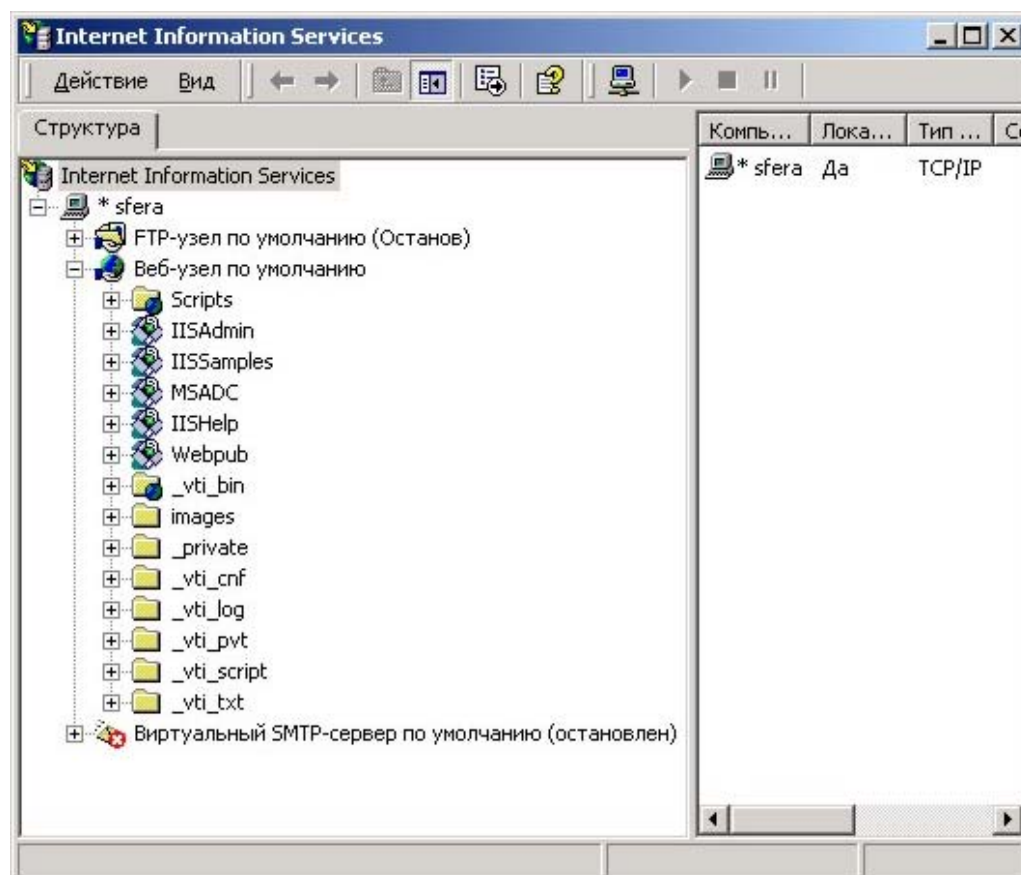 Internet Information Services
Действие Вид
Структура
Internet Information Services
* sfera
FTP-узел по умолчанию (Останов)
Веб-узел по умолчанию
Scripts
IISAdmin
IISSamples
MSADC
IISHelp
Webpub
_vti_bin
images
_private
_vti_cnf
_vti_log
_vti_pvt
_vti_script
_vti_txt
Виртуальный SMTP-сервер по умолчанию (остановлен)
Компь... Лока... Тип ...
* sfera Да TCP/IP